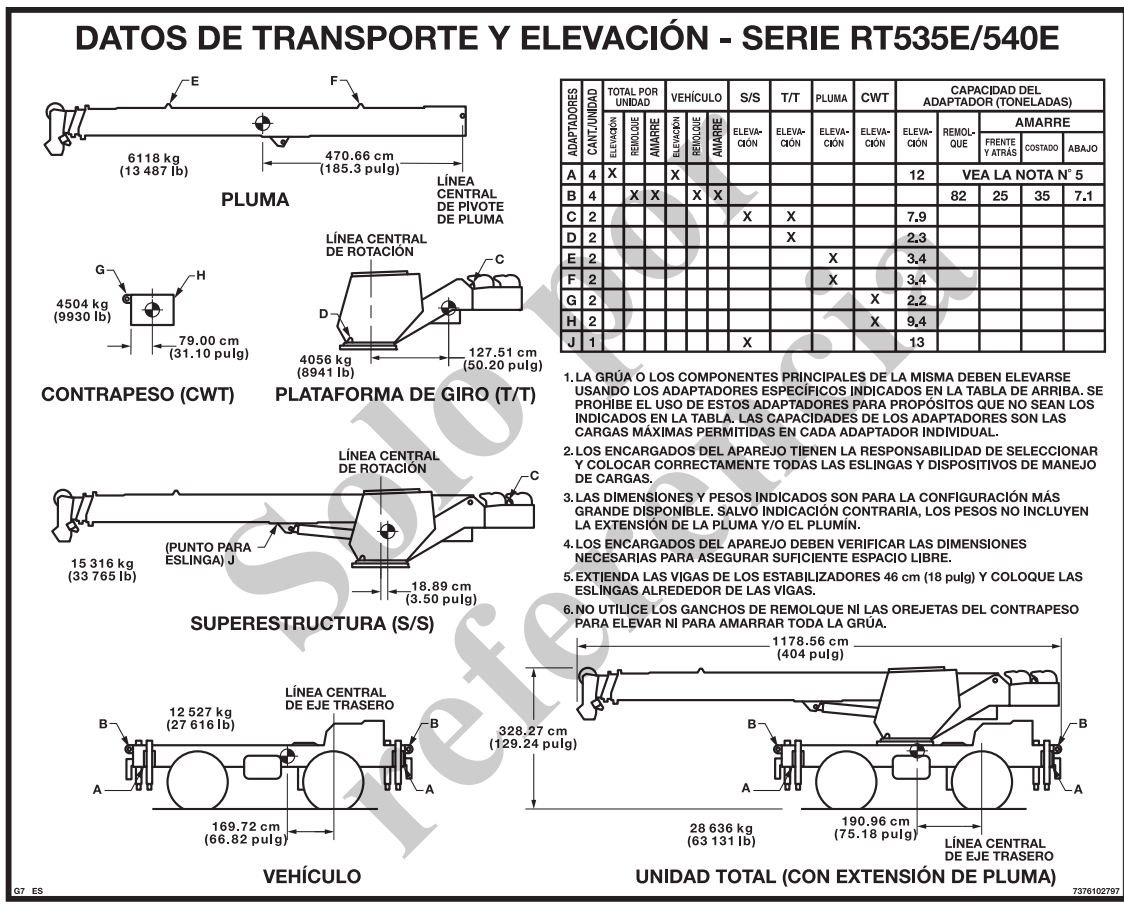 DATOS DE TRANSPORTE Y ELEVACIÓN - SERIE RT535E/540E
E
F
6118 kg
(13 487 lb)
470.66 cm
(185.3 pulg)
LÍNEA
CENTRAL
DE PIVOTE
DE PLUMA
PLUMA
G
H
4504 kg
(9930 lb)
79.00 cm
(31.10 pulg)
CONTRAPESO (CWT)
LÍNEA CENTRAL
DE ROTACIÓN
C
D
4056 kg
(8941 lb)
127.51 cm
(50.20 pulg)
PLATAFORMA DE GIRO (T/T)
LÍNEA CENTRAL
DE ROTACIÓN
C
(PUNTO PARA
ESLINGA) J
15 316 kg
(33 765 lb)
18.89 cm
(3.50 pulg)
SUPERESTRUCTURA (S/S)
LÍNEA CENTRAL
DE EJE TRASERO
12 527 kg
(27 616 lb)
B
B
A
A
169.72 cm
(66.82 pulg)
VEHÍCULO
ADAPTADORES
CANT./UNIDAD
TOTAL POR
UNIDAD
VEHÍCULO
S/S
T/T
PLUMA
CWT
CAPACIDAD DEL
ADAPTADOR (TONELADAS)
ELEVACIÓN
REMOLQUE
AMARRE
ELEVACIÓN
REMOLQUE
AMARRE
ELEVA-
CIÓN
ELEVA-
CIÓN
ELEVA-
CIÓN
ELEVA-
CIÓN
ELEVA-
CIÓN
REMOL-
QUE
AMARRE
FRENTE
Y ATRÁS
COSTADO
ABAJO
A 4 X X 12 VEA LA NOTA N° 5
B 4 X X X X 82 25 35 7.1
C 2 X X 7.9
D 2 X 2.3
E 2 X 3.4
F 2 X 3.4
G 2 X 2.2
H 2 X 9.4
J 1 X 13
1. LA GRÚA O LOS COMPONENTES PRINCIPALES DE LA MISMA DEBEN ELEVARSE
USANDO LOS ADAPTADORES ESPECÍFICOS INDICADOS EN LA TABLA DE ARRIBA. SE
PROHIBE EL USO DE ESTOS ADAPTADORES PARA PROPÓSITOS QUE NO SEAN LOS
INDICADOS EN LA TABLA. LAS CAPACIDADES DE LOS ADAPTADORES SON LAS
CARGAS MÁXIMAS PERMITIDAS EN CADA ADAPTADOR INDIVIDUAL.
2. LOS ENCARGADOS DEL APAREJO TIENEN LA RESPONSABILIDAD DE SELECCIONAR
Y COLOCAR CORRECTAMENTE TODAS LAS ESLINGAS Y DISPOSITIVOS DE MANEJO
DE CARGAS.
3. LAS DIMENSIONES Y PESOS INDICADOS SON PARA LA CONFIGURACIÓN MÁS
GRANDE DISPONIBLE. SALVO INDICACIÓN CONTRARIA, LOS PESOS NO INCLUYEN
LA EXTENSIÓN DE LA PLUMA Y/O EL PLUMÍN.
4. LOS ENCARGADOS DEL APAREJO DEBEN VERIFICAR LAS DIMENSIONES
NECESARIAS PARA ASEGURAR SUFICIENTE ESPACIO LIBRE.
5. EXTIENDA LAS VIGAS DE LOS ESTABILIZADORES 46 cm (18 pulg) Y COLOQUE LAS
ESLINGAS ALREDEDOR DE LAS VIGAS.
6. NO UTILICE LOS GANCHOS DE REMOLQUE NI LAS OREJETAS DEL CONTRAPESO
PARA ELEVAR NI PARA AMARRAR TODA LA GRÚA.
1178.56 cm
(404 pulg)
328.27 cm
(129.24 pulg)
B
B
A
A
28 636 kg
(63 131 lb)
190.96 cm
(75.18 pulg)
LÍNEA CENTRAL
DE EJE TRASERO
UNIDAD TOTAL (CON EXTENSIÓN DE PLUMA)
G7 ES
7376102797
Solo por
referencia